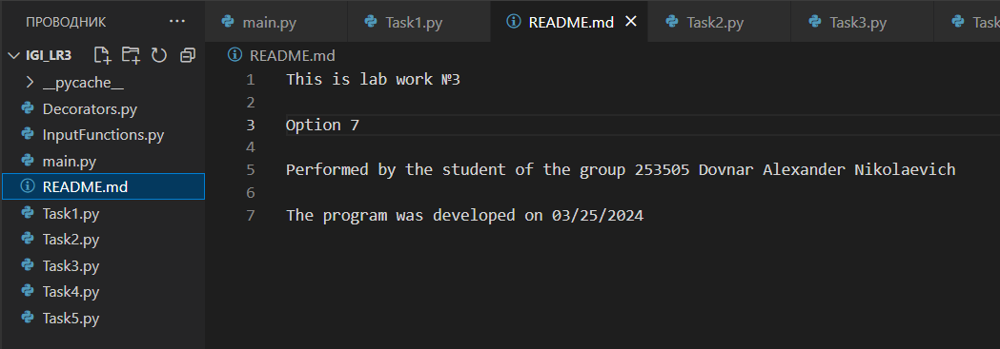 ПРОВОДНИК
IGI_LR3
__pycache__
Decorators.py
InputFunctions.py
main.py
README.md
Task1.py
Task2.py
Task3.py
Task4.py
Task5.py
main.py Task1.py README.md Task2.py Task3.py Task
README.md
1 This is lab work №3
2
3 Option 7
4
5 Performed by the student of the group 253505 Dovnar Alexander Nikolaevich
6
7 The program was developed on 03/25/2024